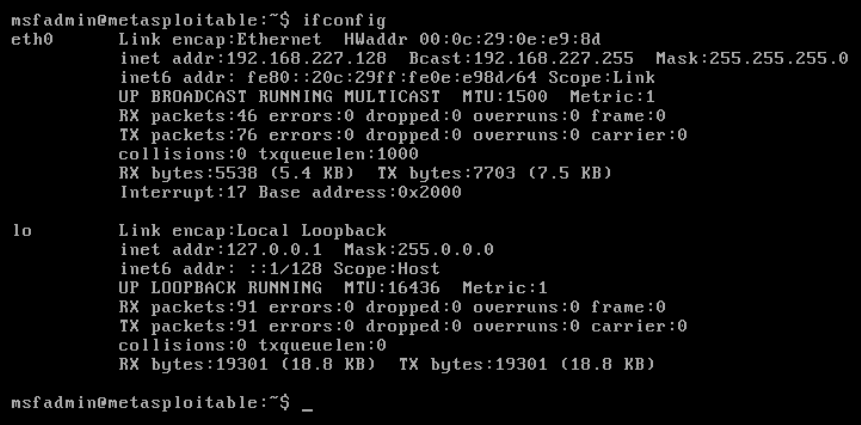 msfadmin@metasploitable:~$ ifconfig
eth0 Link encap:Ethernet HWaddr 00:0c:29:0e:e9:8d
inet addr:192.168.227.128 Bcast:192.168.227.255 Mask:255.255.255.0
inet6 addr: fe80::20c:29ff:fe0e:e98d/64 Scope:Link
UP BROADCAST RUNNING MULTICAST MTU:1500 Metric:1
RX packets:46 errors:0 dropped:0 overruns:0 frame:0
TX packets:76 errors:0 dropped:0 overruns:0 carrier:0
collisions:0 txqueuelen:1000
RX bytes:5538 (5.4 KB) TX bytes:7703 (7.5 KB)
Interrupt:17 Base address:0x2000
lo Link encap:Local Loopback
inet addr:127.0.0.1 Mask:255.0.0.0
inet6 addr: ::1/128 Scope:Host
UP LOOPBACK RUNNING MTU:16436 Metric:1
RX packets:91 errors:0 dropped:0 overruns:0 frame:0
TX packets:91 errors:0 dropped:0 overruns:0 carrier:0
collisions:0 txqueuelen:0
RX bytes:19301 (18.8 KB) TX bytes:19301 (18.8 KB)
msfadmin@metasploitable:~$ _